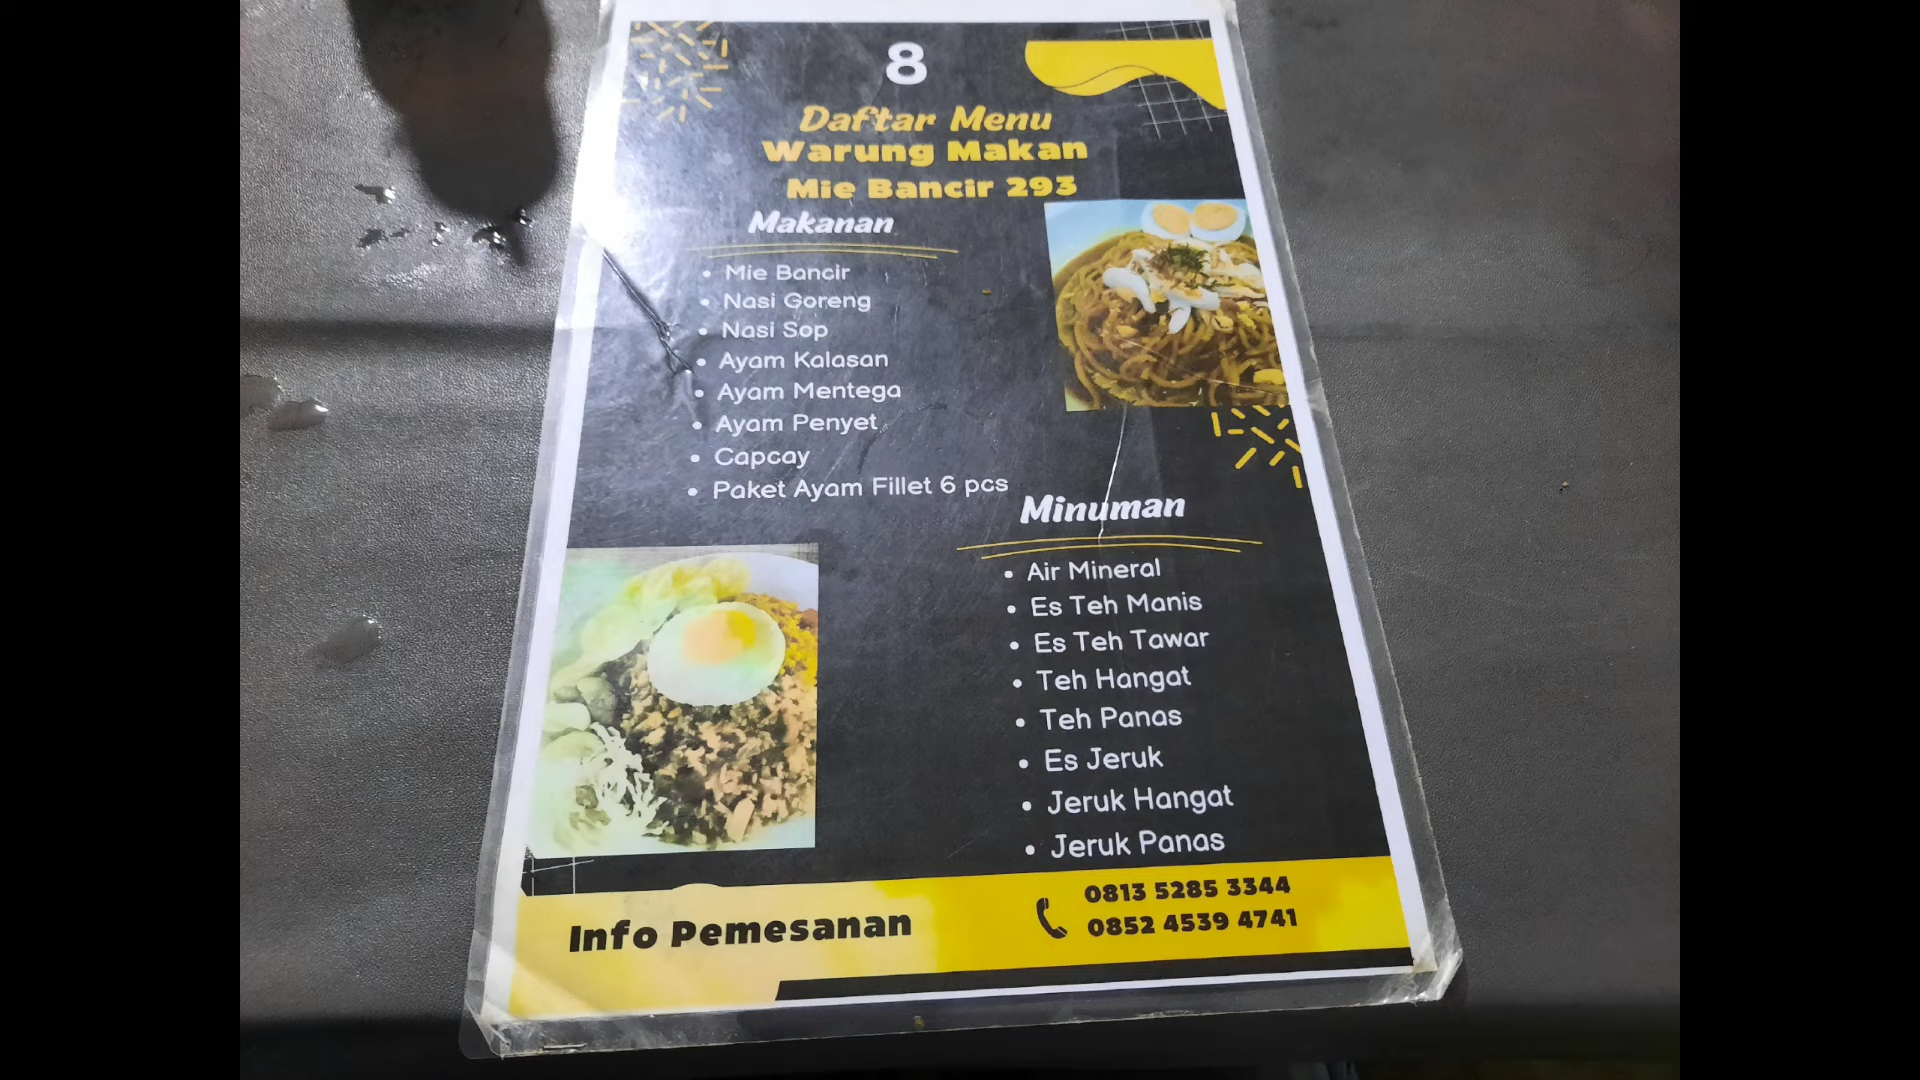 8
Daftar Menu
Warung Makan
Mie Bancir 293
Makanan
• Mie Bancir
• Nasi Goreng
• Nasi Sop
• Ayam Kalasan
• Ayam Mentega
• Ayam Penyet
• Capcay
• Paket Ayam Fillet 6 pcs
Minuman
• Air Mineral
• Es Teh Manis
• Es Teh Tawar
• Teh Hangat
• Teh Panas
• Es Jeruk
• Jeruk Hangat
• Jeruk Panas
Info Pemesanan
0813 5285 3344
0852 4539 4741